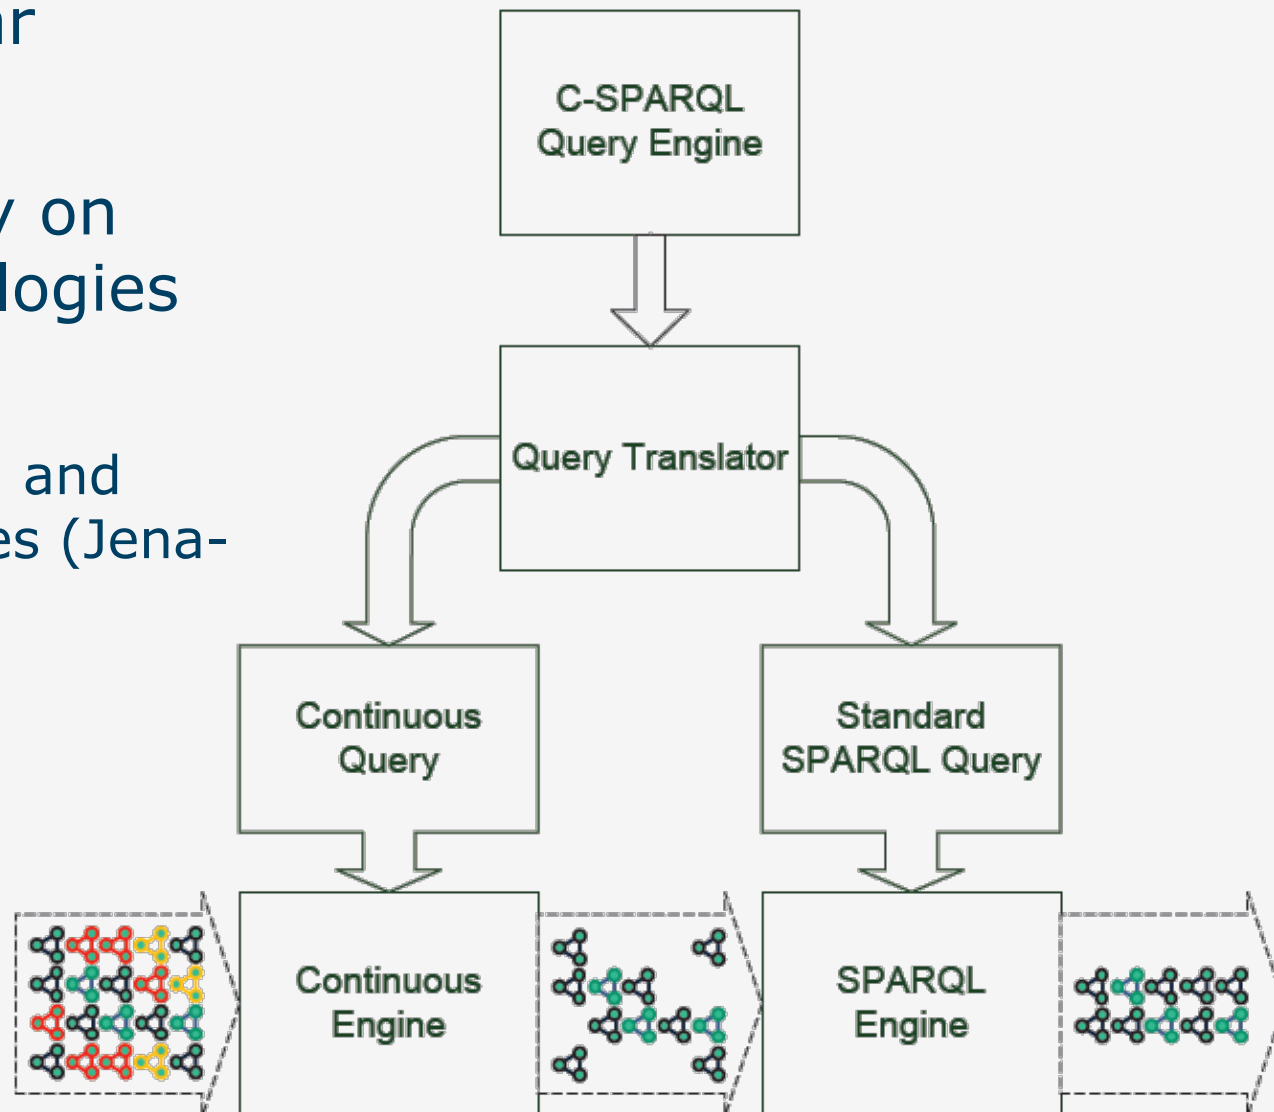 ar
y on
logies
and
es (Jena-
C-SPARQL
Query Engine
Query Translator
Continuous
Query
Standard
SPARQL Query
Continuous
Engine
SPARQL
Engine